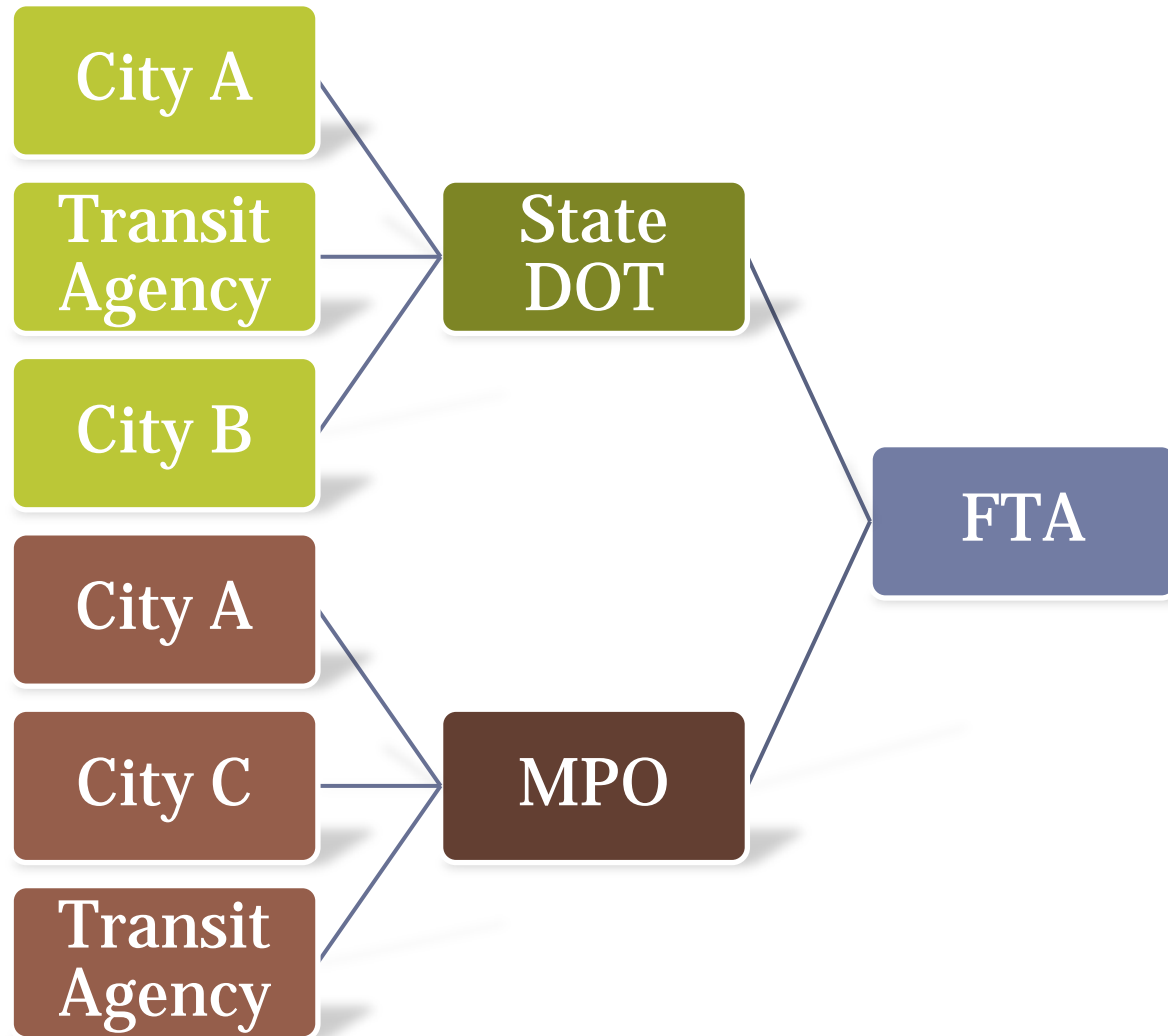 City A
Transit
Agency
City B
State
DOT
City A
City C
Transit
Agency
MPO
FTA